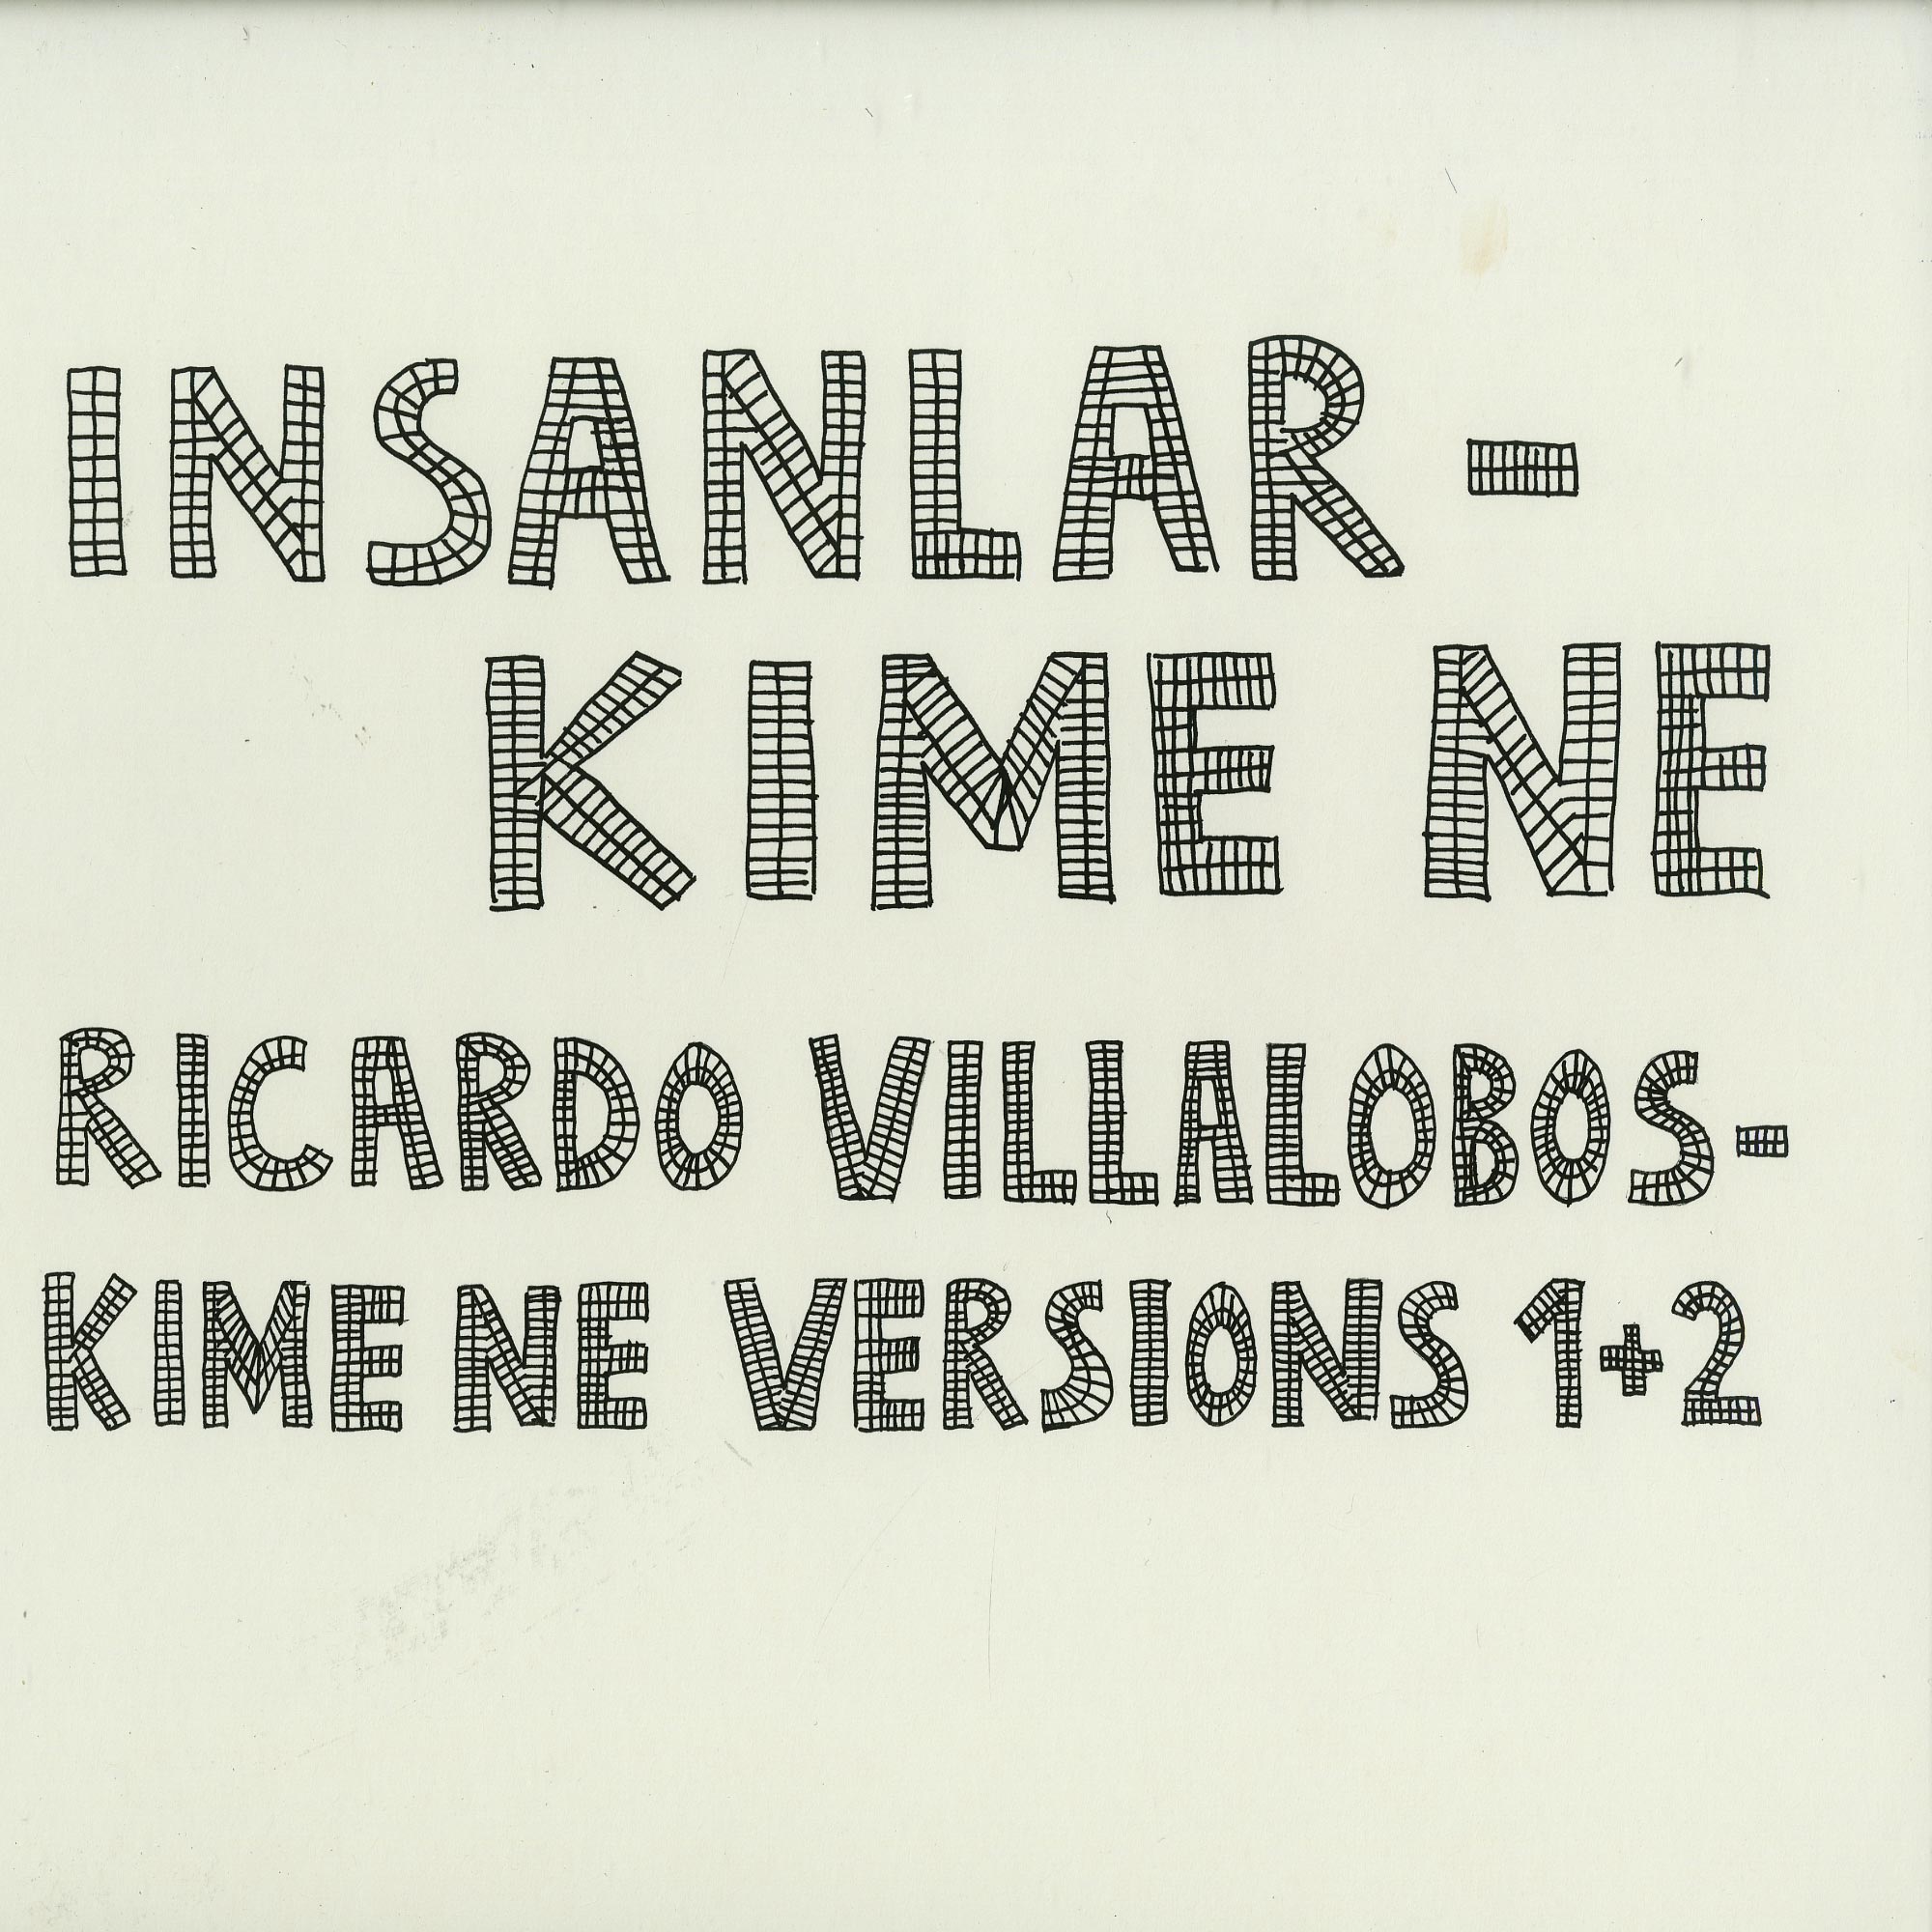 INSANLAR -
KIME NE
RICARDO VILLALOBOS -
KIME NE VERSIONS 1+2